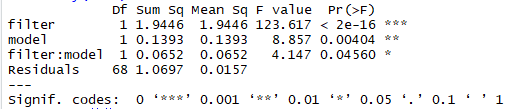 Df Sum Sq Mean Sq F value Pr(>F)
filter 1 1.9446 1.9446 123.617 < 2e-16 ***
model 1 0.1393 0.1393 8.857 0.00404 **
filter:model 1 0.0652 0.0652 4.147 0.04560 *
Residuals 68 1.0697 0.0157
---
Signif. codes: 0 ‘***’ 0.001 ‘**’ 0.01 ‘*’ 0.05 ‘.’ 0.1 ‘ ’ 1